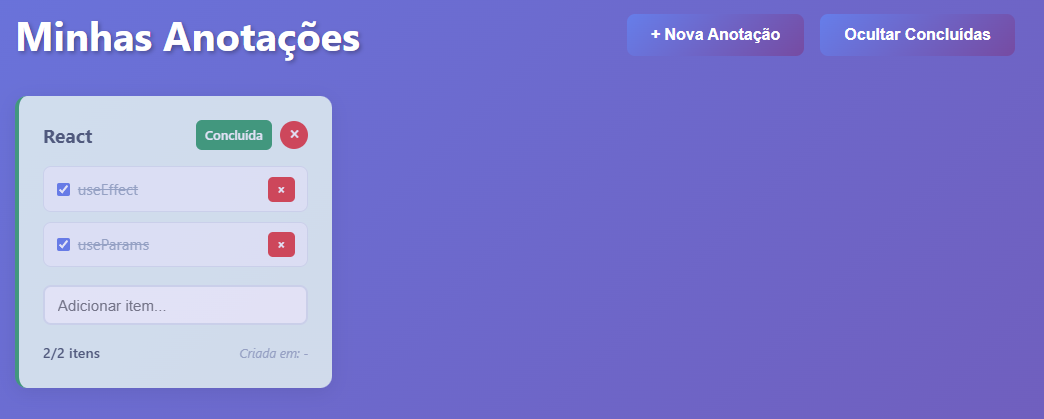 Minhas Anotações
+ Nova Anotação
Ocultar Concluídas
React
Concluída
×
useEffect
×
useParams
×
Adicionar item...
2/2 itens
Criada em: -